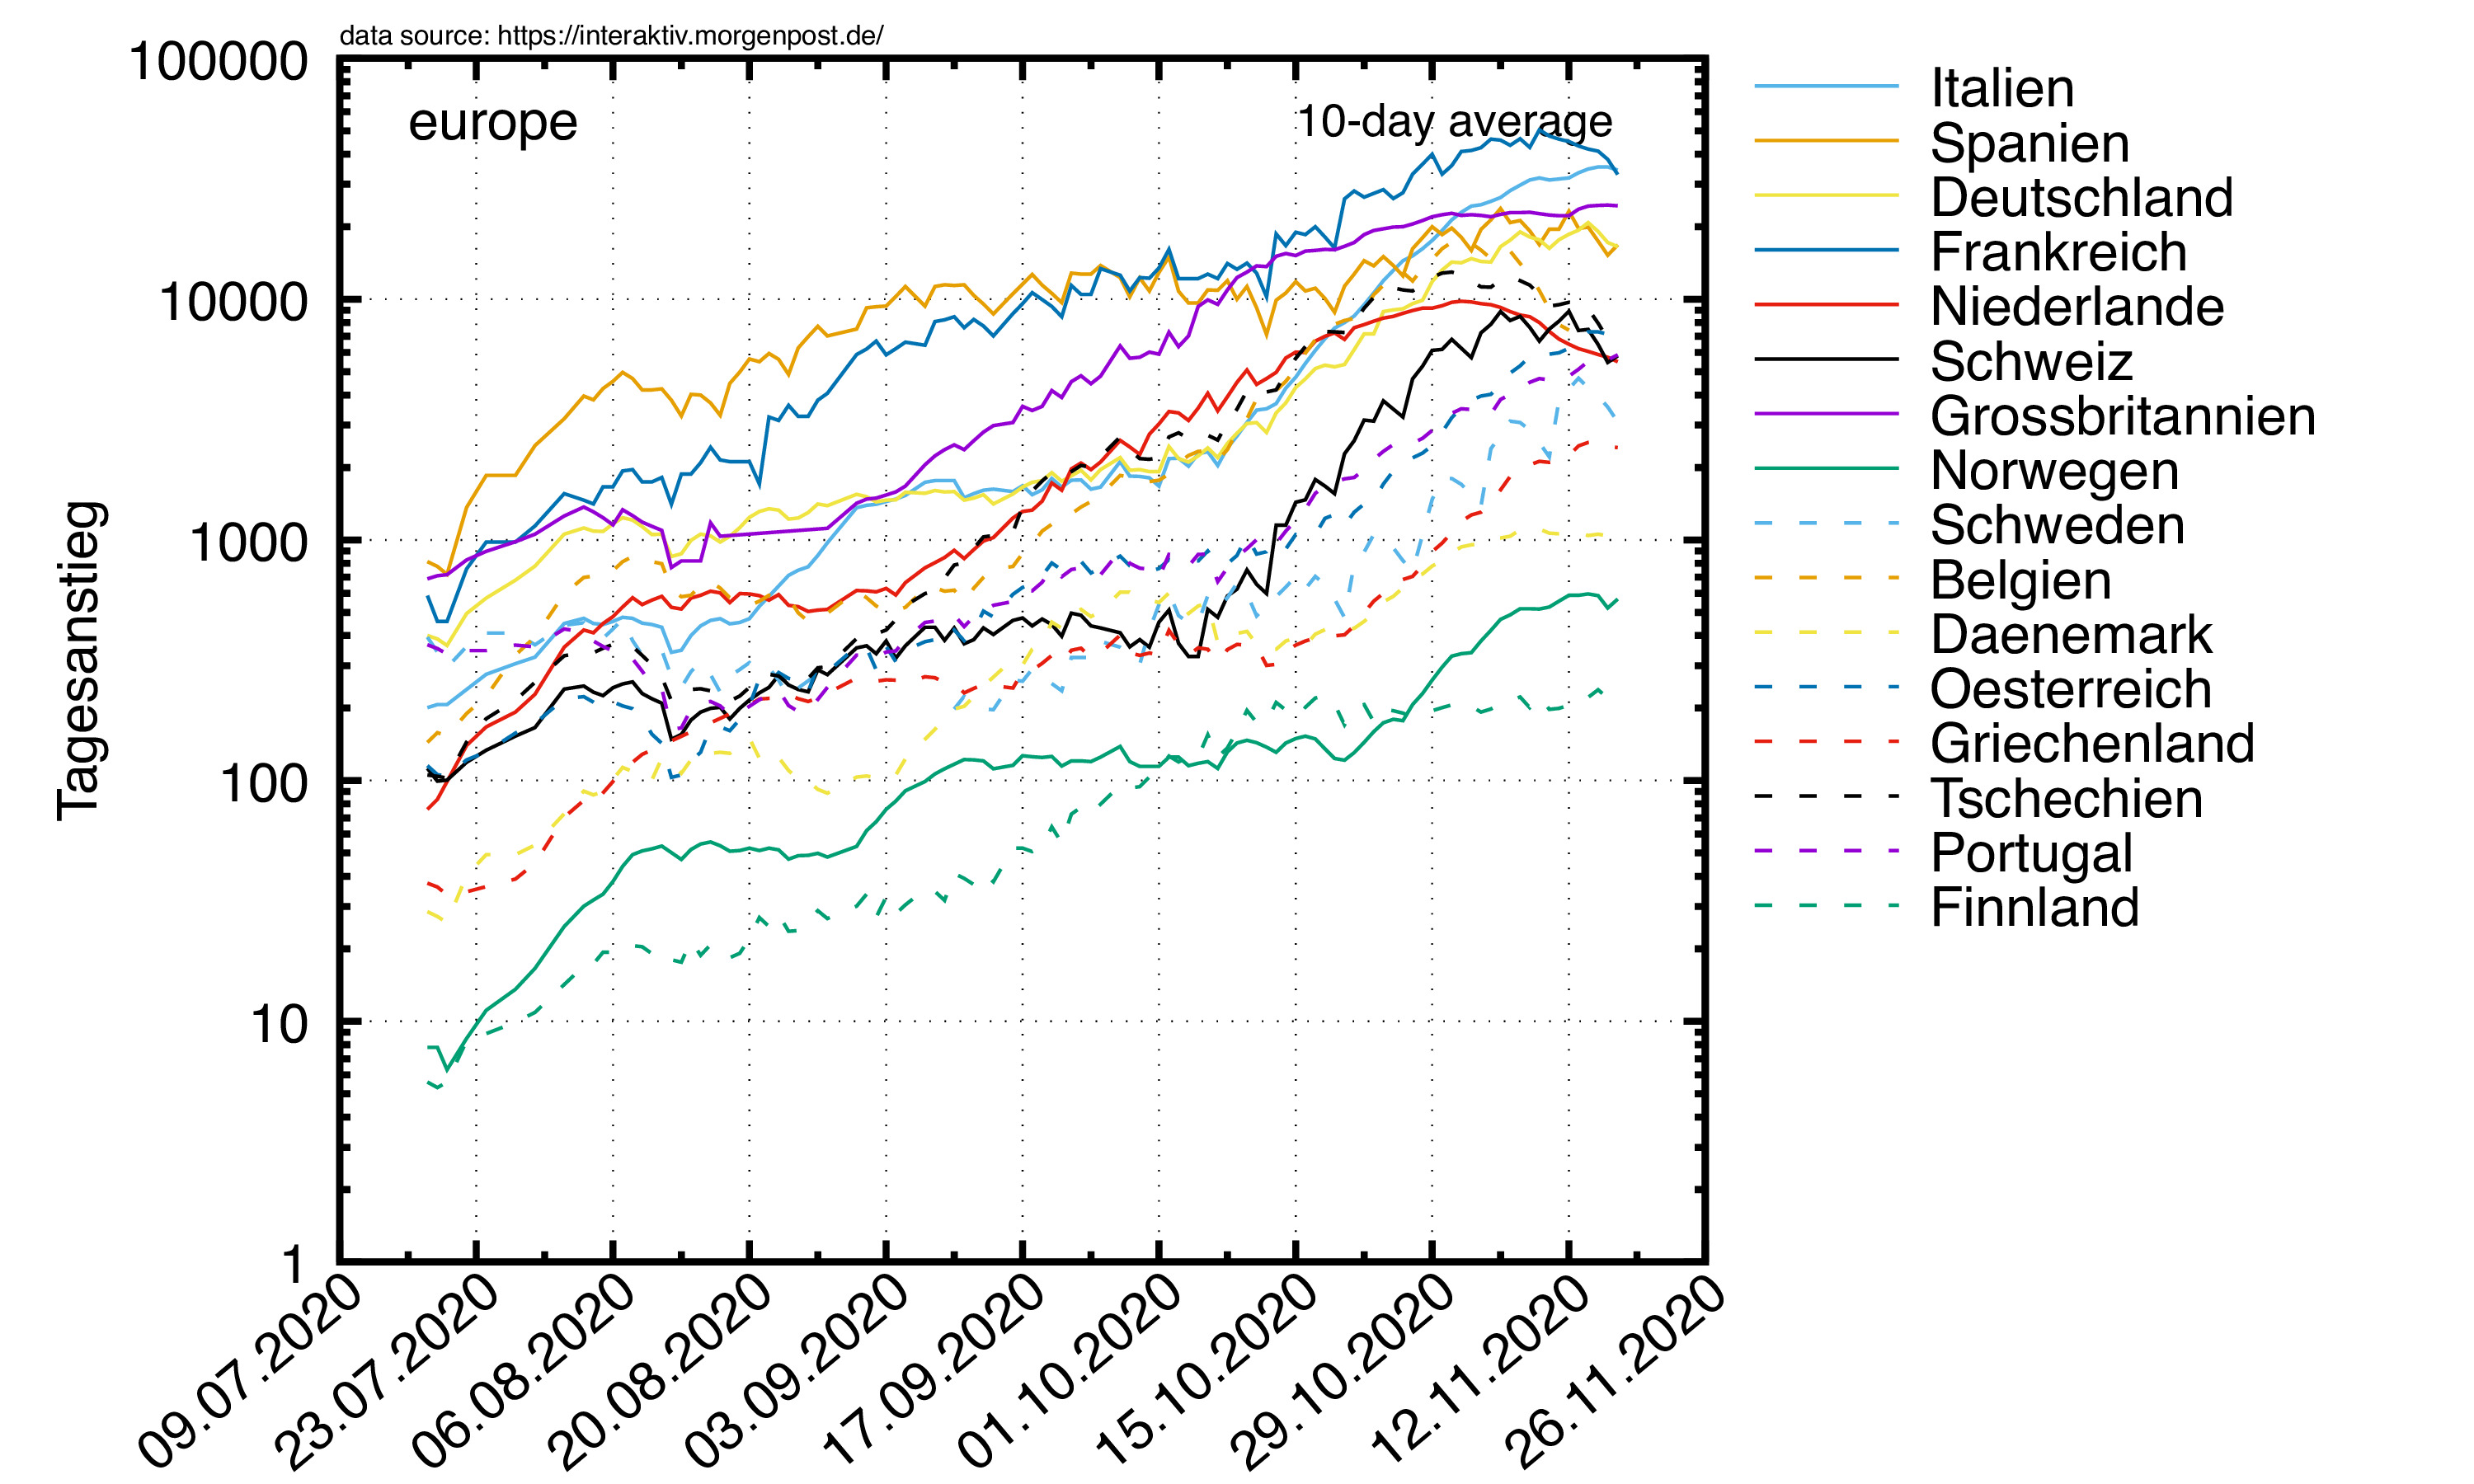 data source: https://interaktiv.morgenpost.de/
europe
10-day average
Tagesanstieg
100000
10000
1000
100
10
1
09.07.2020
23.07.2020
06.08.2020
20.08.2020
03.09.2020
17.09.2020
01.10.2020
15.10.2020
29.10.2020
12.11.2020
26.11.2020
Italien
Spanien
Deutschland
Frankreich
Niederlande
Schweiz
Grossbritannien
Norwegen
Schweden
Belgien
Daenemark
Oesterreich
Griechenland
Tschechien
Portugal
Finnland